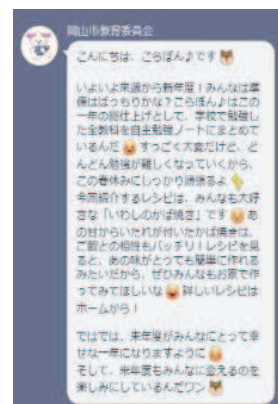 岡山市教育委員会
こんにちは、こらぼん♪です
いよいよ来週から新年度!みんなは準
備はばっちりかな?こらぼん♪はこの
一年の総仕上げとして、学校で勉強し
た全教科を自主勉強ノートにまとめて
いるんだ すっごく大変だけど、ど
んどん勉強が難しくなっていくから、
この春休みにしっかり頑張るよ
今回紹介するレシピは、みんなも大好
きな「いわしのかば焼き」です あ
の甘からいたれが付いたかば焼きは、
ご飯との相性もバッチリ!レシピを見
ると、あの味がとっても簡単に作れる
みたいだから、ぜひみんなもお家で作
ってみてほしいな 詳しいレシピは
ホームから!
ではでは、来年度がみんなにとって幸
せな一年になりますように
そして、来年度もみんなに会えるのを
楽しみにしているんだワン